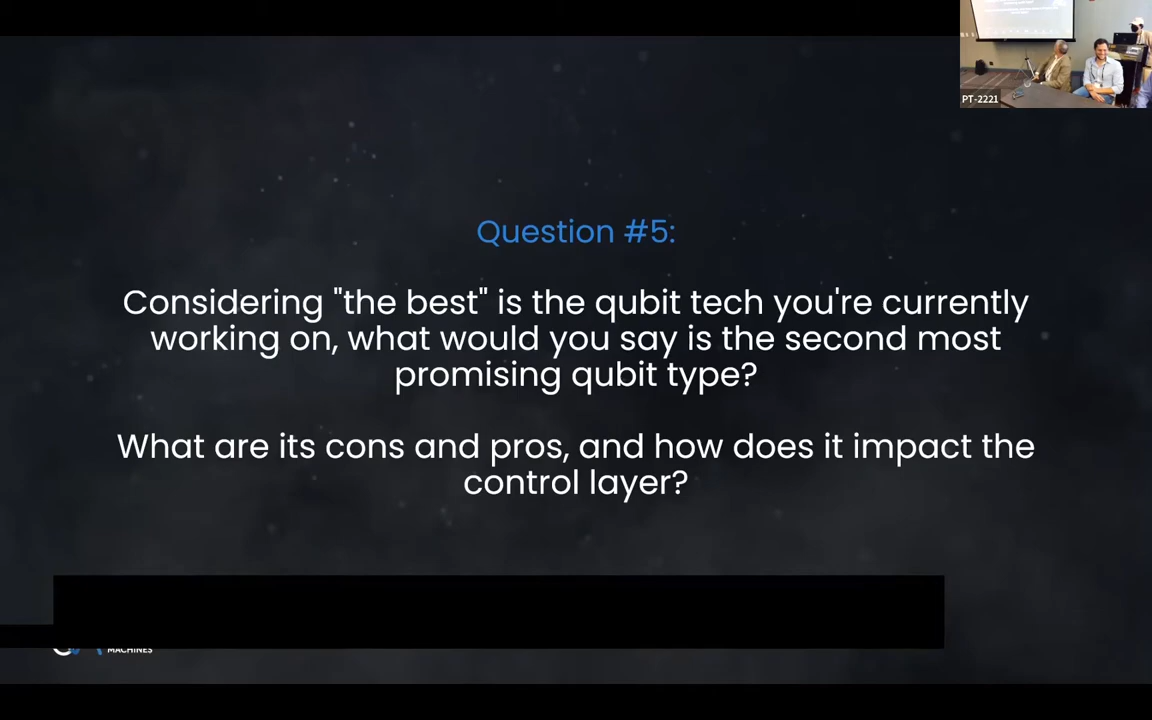 PT-2221
Question #5:
Considering "the best" is the qubit tech you're currently
working on, what would you say is the second most
promising qubit type?
What are its cons and pros, and how does it impact the
control layer?
MACHINES